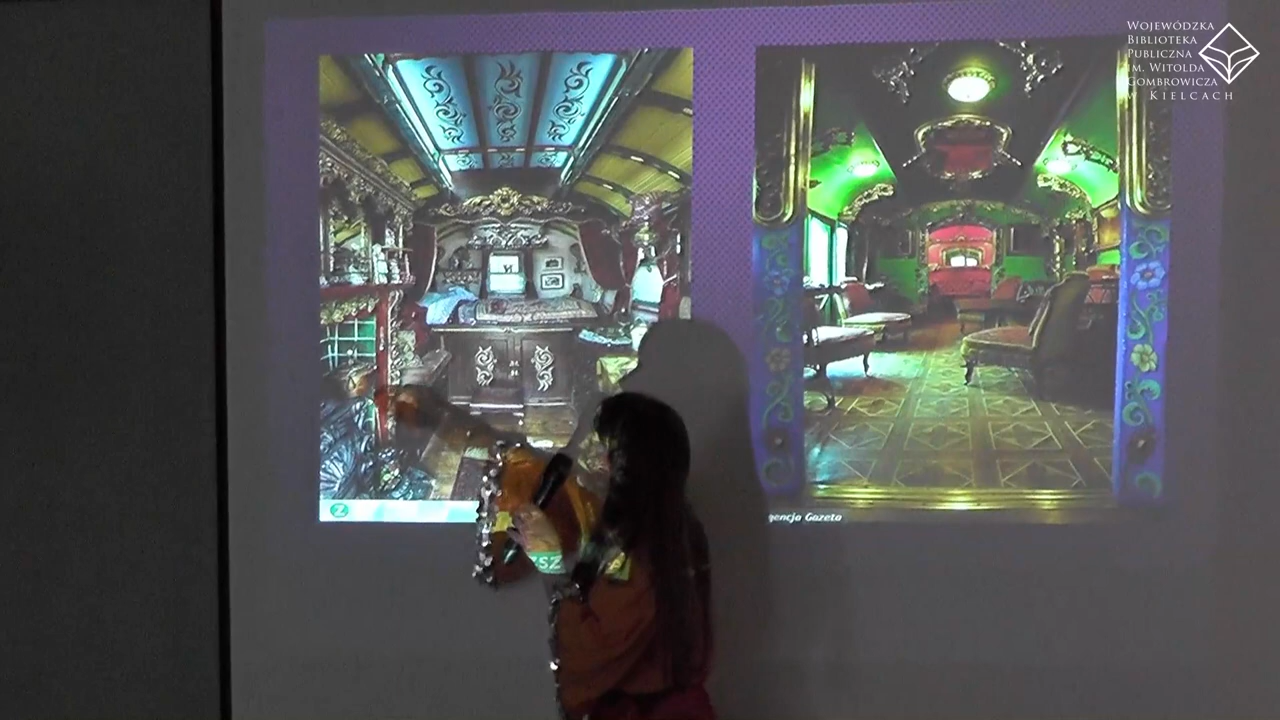 WOJEWÓDZKA
BIBLIOTEKA
PUBLICZNA
IM. WITOLDA
GOMBROWICZA
W KIELCACH
Z
gencja Gazeta